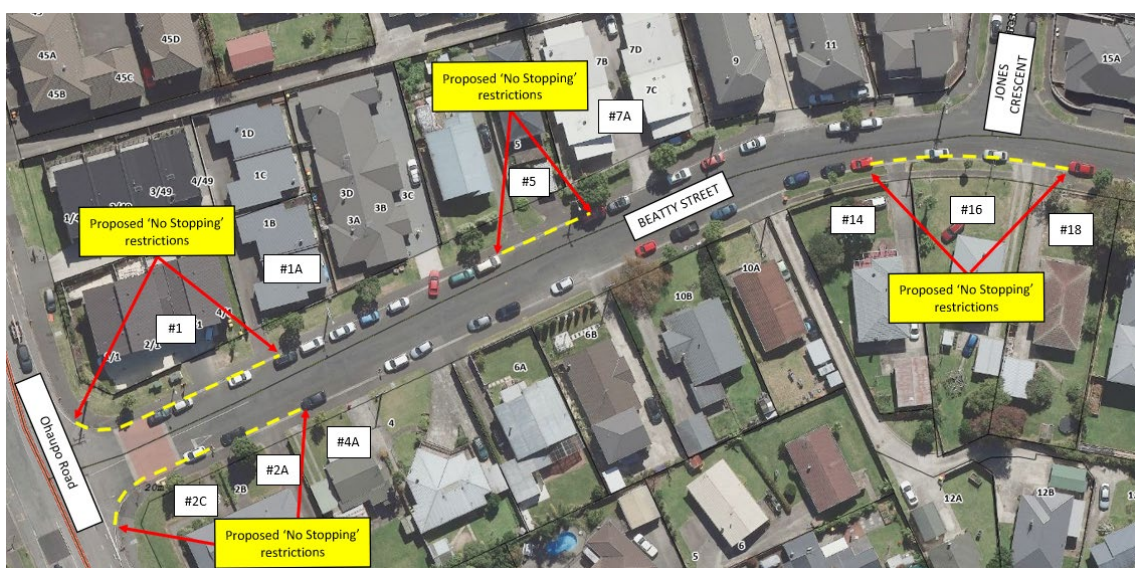 45A
45D
45B
45C
Proposed ‘No Stopping’
restrictions
7D
7B
7C
#7A
9
11
15A
JONES
CRESCENT
1D
1C
1B
#1A
4/49
3/49
3D
3B
3C
3A
5
#5
BEATTY STREET
Proposed ‘No Stopping’
restrictions
#1
2/1
#14
#16
#18
Proposed ‘No Stopping’
restrictions
10A
10B
6B
6A
4
#4A
#2A
2B
#2C
20m
Ohaupo Road
Proposed ‘No Stopping’
restrictions
12A
12B
5
6